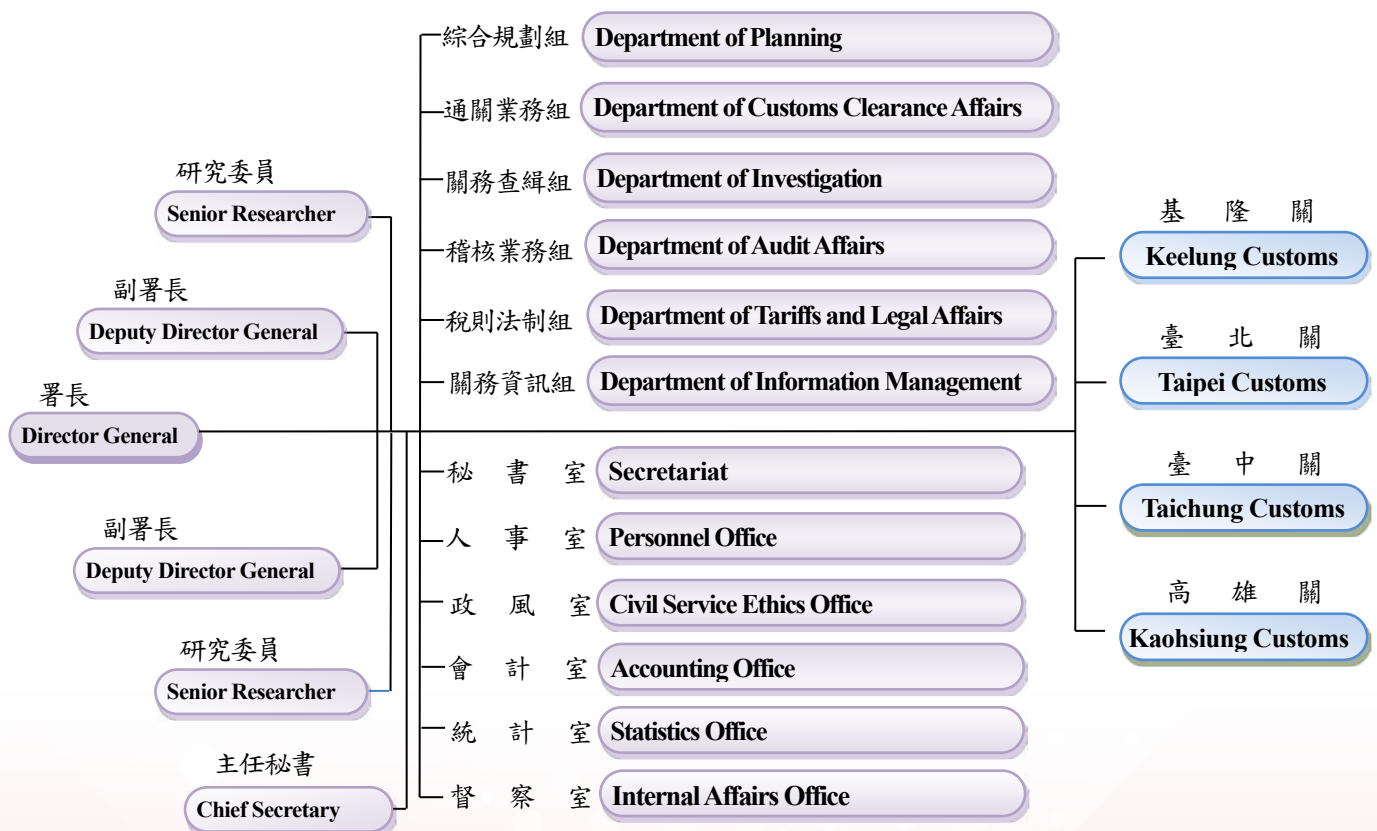 研究委員
Senior Researcher
副署長
Deputy Director General
署長
Director General
副署長
Deputy Director General
研究委員
Senior Researcher
主任秘書
Chief Secretary
綜合規劃組 Department of Planning
通關業務組 Department of Customs Clearance Affairs
關務查緝組 Department of Investigation
稽核業務組 Department of Audit Affairs
稅則法制組 Department of Tariffs and Legal Affairs
關務資訊組 Department of Information Management
秘書室 Secretariat
人事室 Personnel Office
政風室 Civil Service Ethics Office
會計室 Accounting Office
統計室 Statistics Office
督察室 Internal Affairs Office
基隆關
Keelung Customs
臺北關
Taipei Customs
臺中關
Taichung Customs
高雄關
Kaohsiung Customs